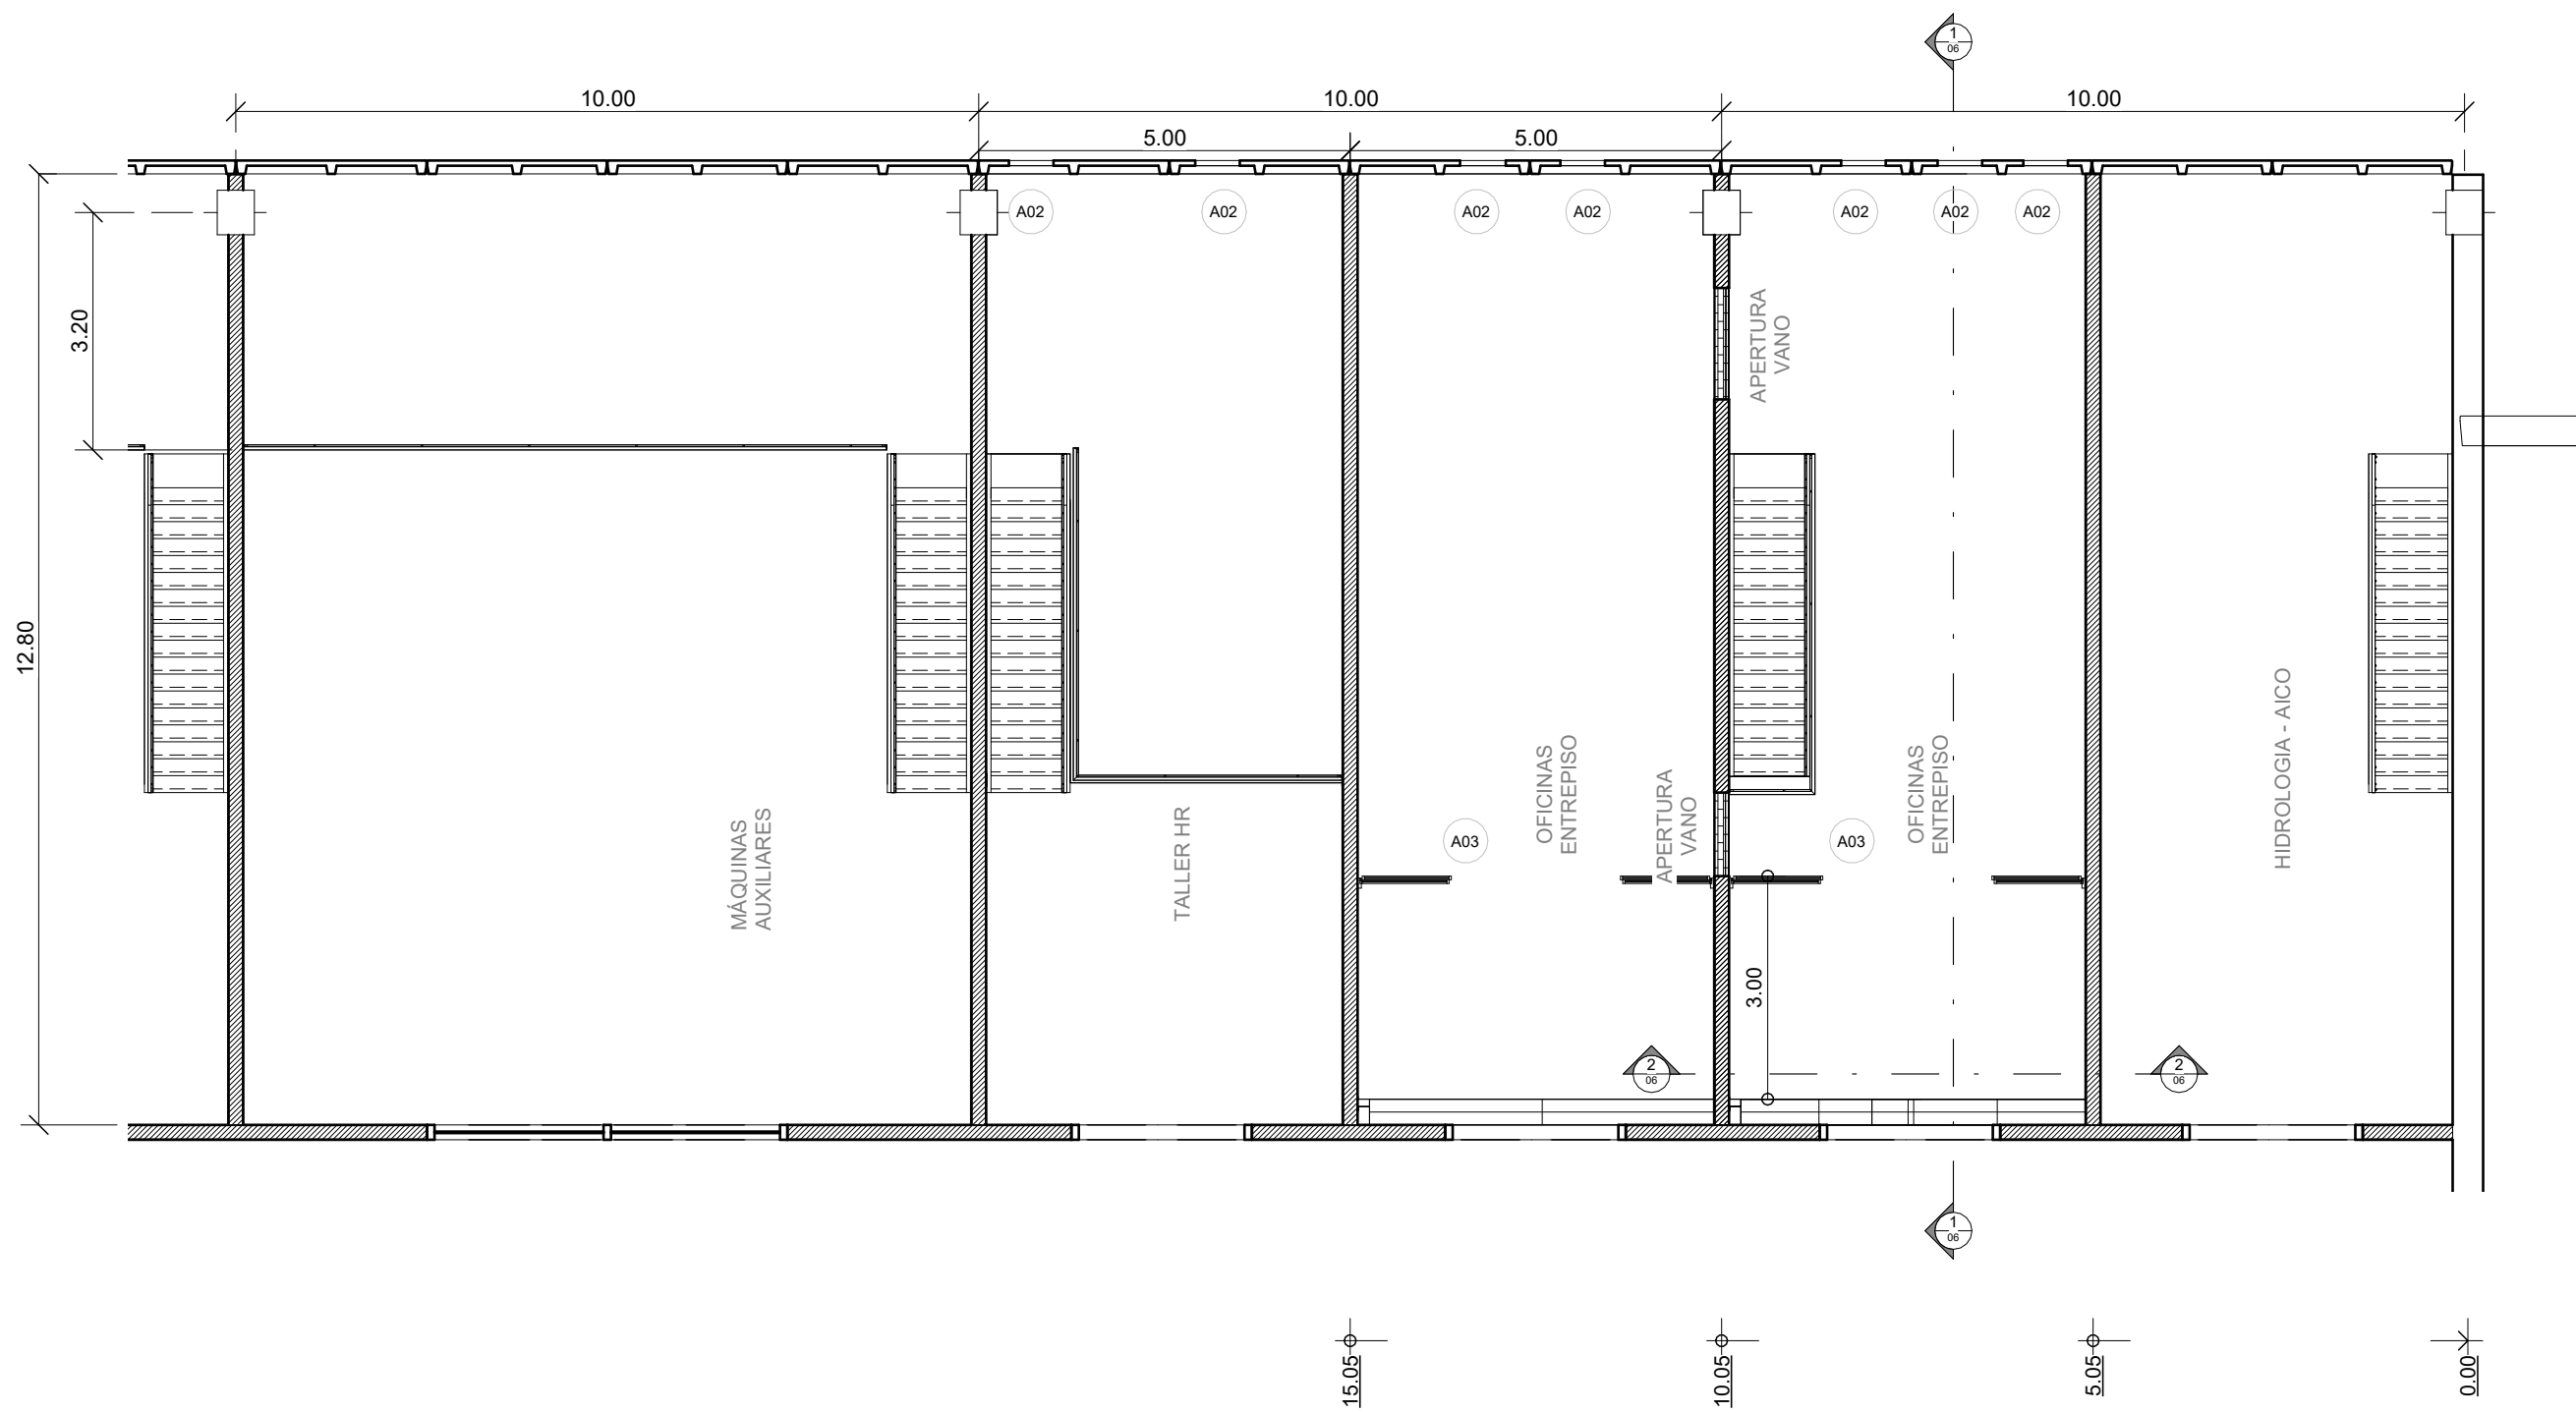 1
06
10.00
10.00
10.00
5.00
5.00
A02
A02
A02
A02
A02
A02
A02
3.20
12.80
APERTURA
VANO
MÁQUINAS
AUXILIARES
TALLER HR
OFICINAS
ENTREPISO
APERTURA
VANO
OFICINAS
ENTREPISO
HIDROLOGIA - AICO
A03
A03
3.00
2
06
2
06
1
06
15.05
10.05
5.05
0.00